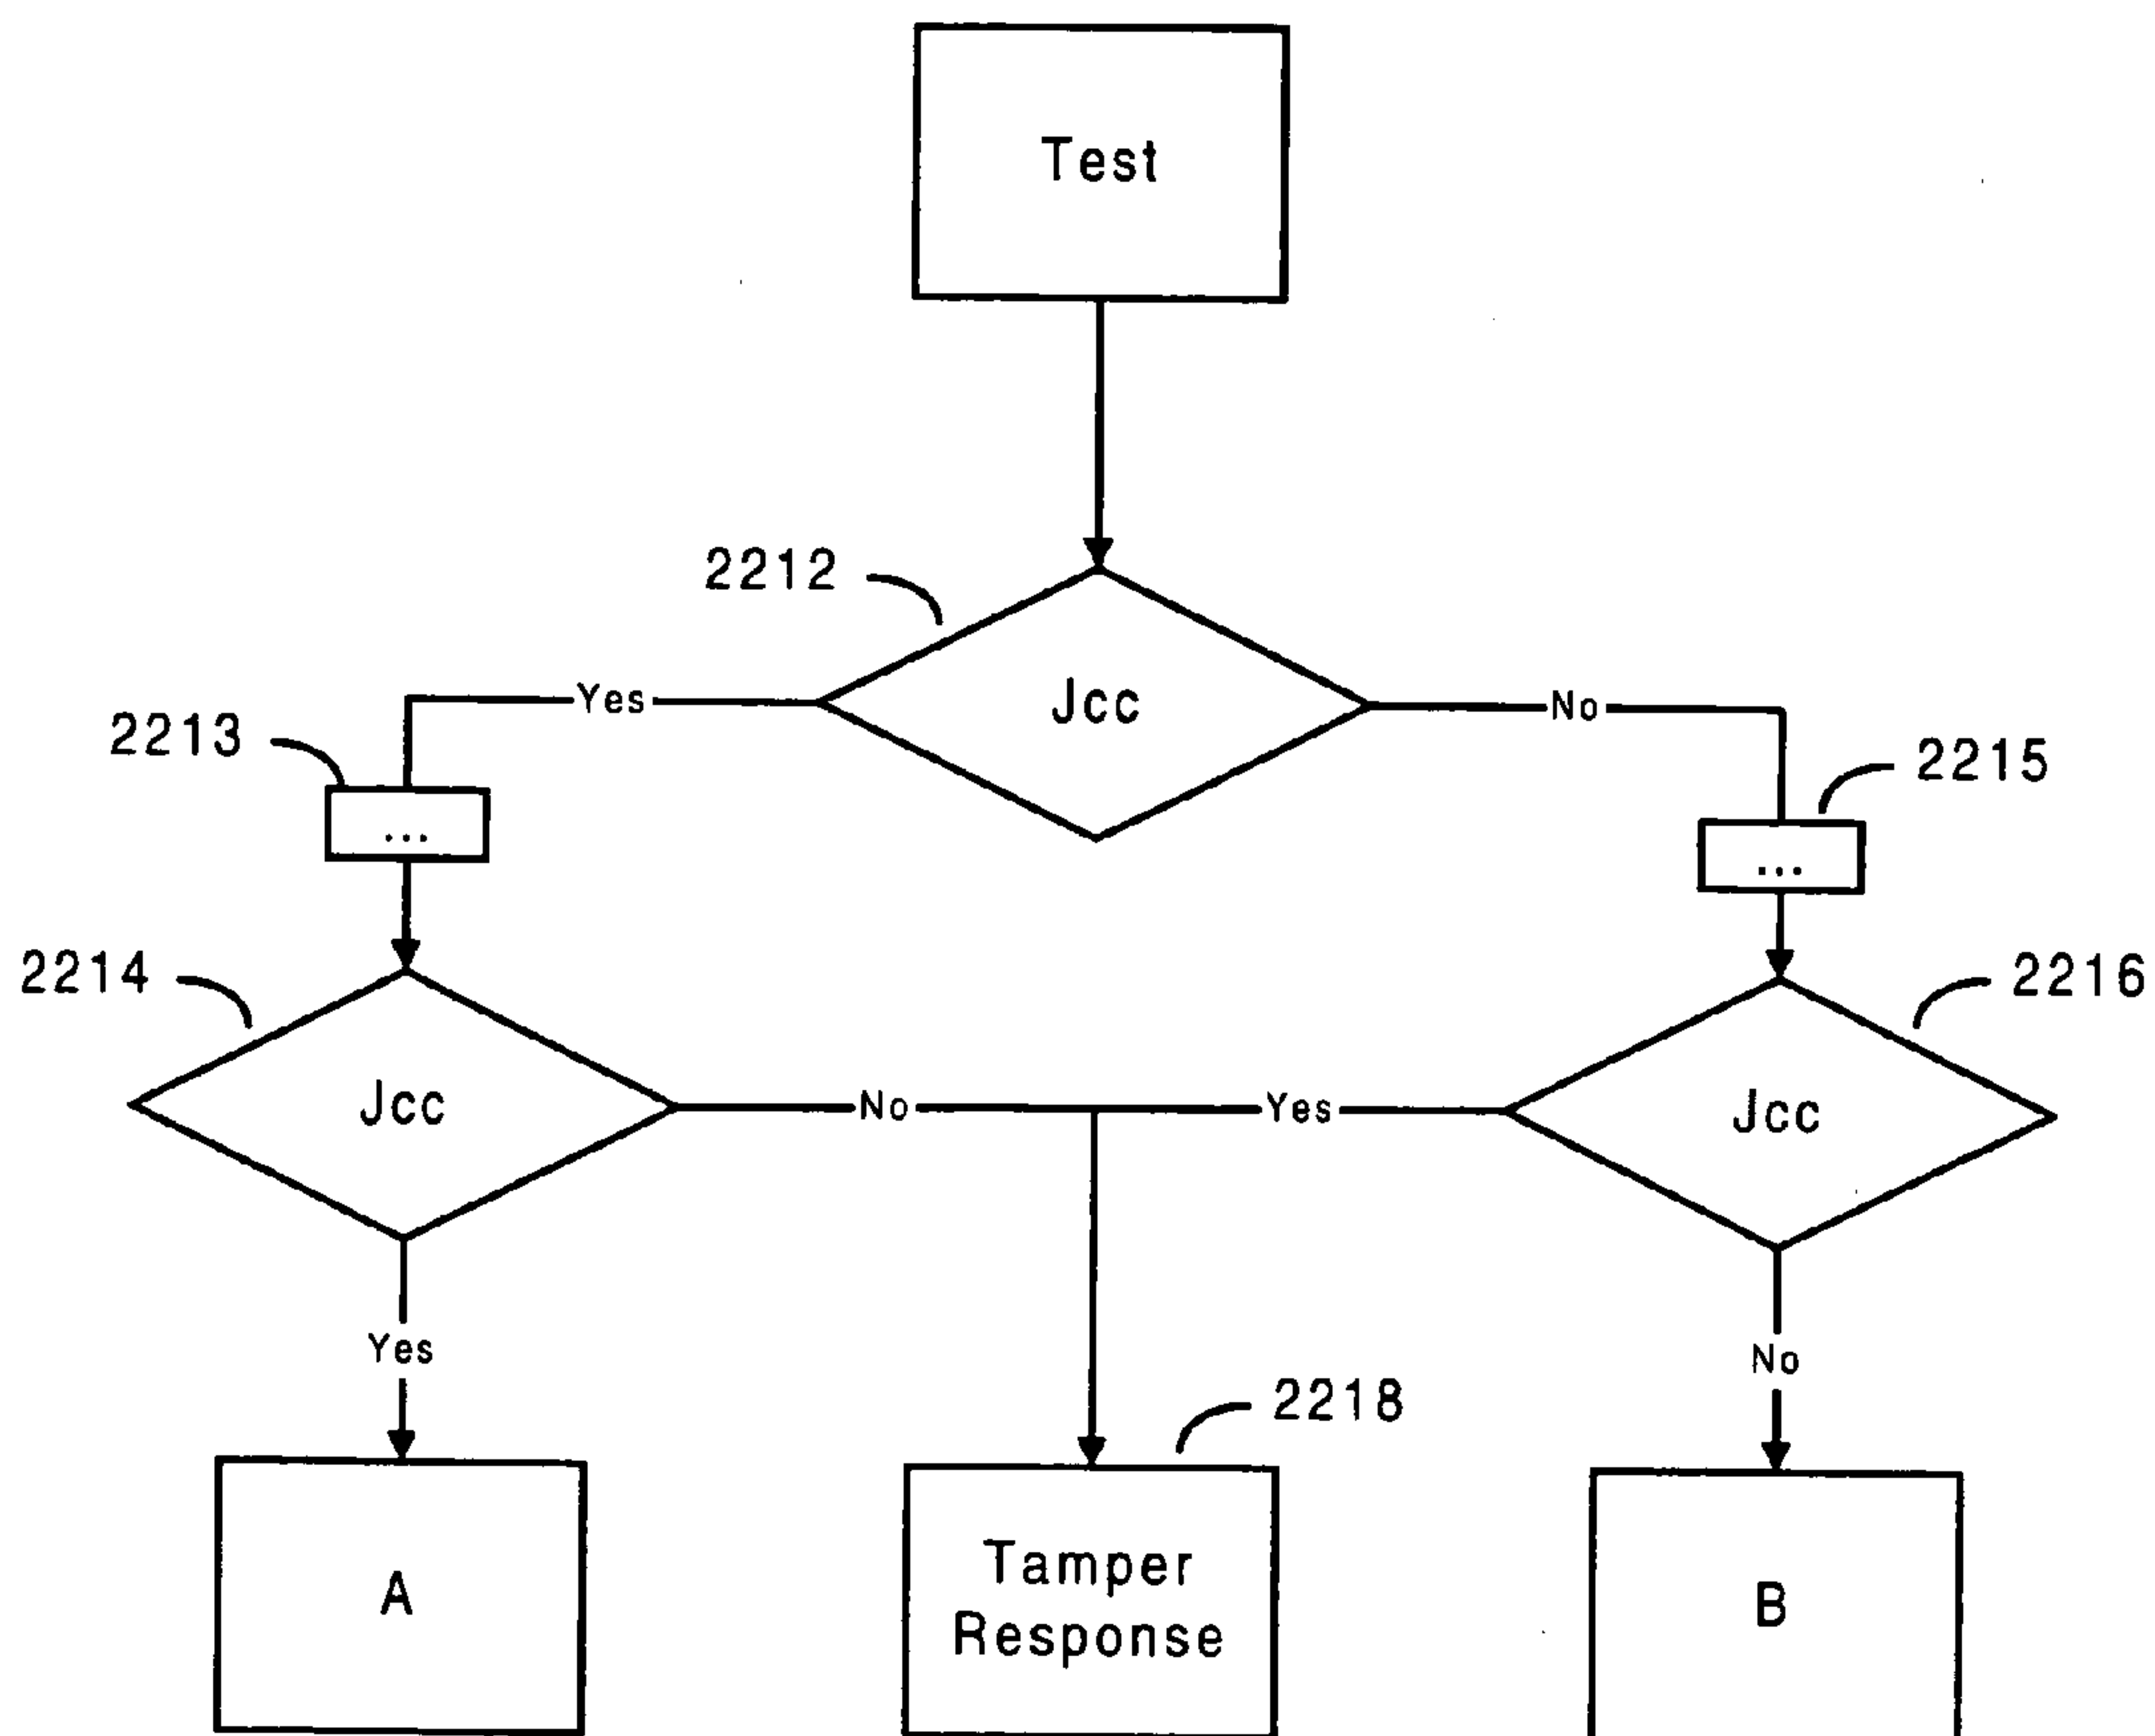 Test
2212
Jcc
Yes
No
2213
...
2215
...
2214
Jcc
No
Yes
2216
Jcc
Yes
No
2218
A
Tamper
Response
B